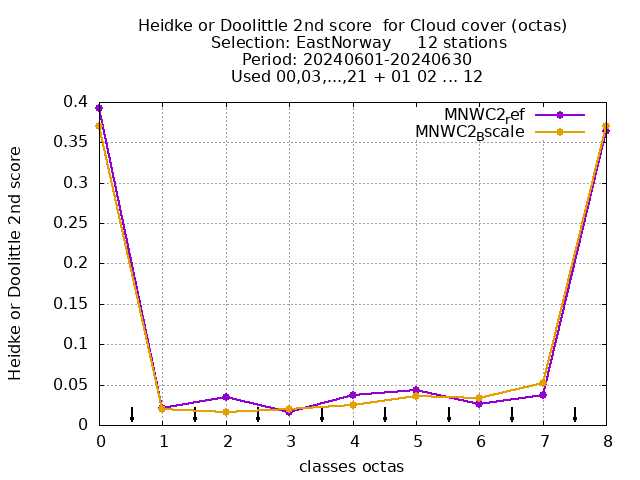 Heidke or Doolittle 2nd score  for Cloud cover (octas)
Selection: EastNorway     12 stations
Period: 20240601-20240630
Used 00,03,...,21 + 01 02 ... 12
MNWC2ref
MNWC2Bscale
0.4
0.35
0.3
0.25
0.2
0.15
0.1
0.05
0
Heidke or Doolittle 2nd score
0 1 2 3 4 5 6 7 8
classes octas